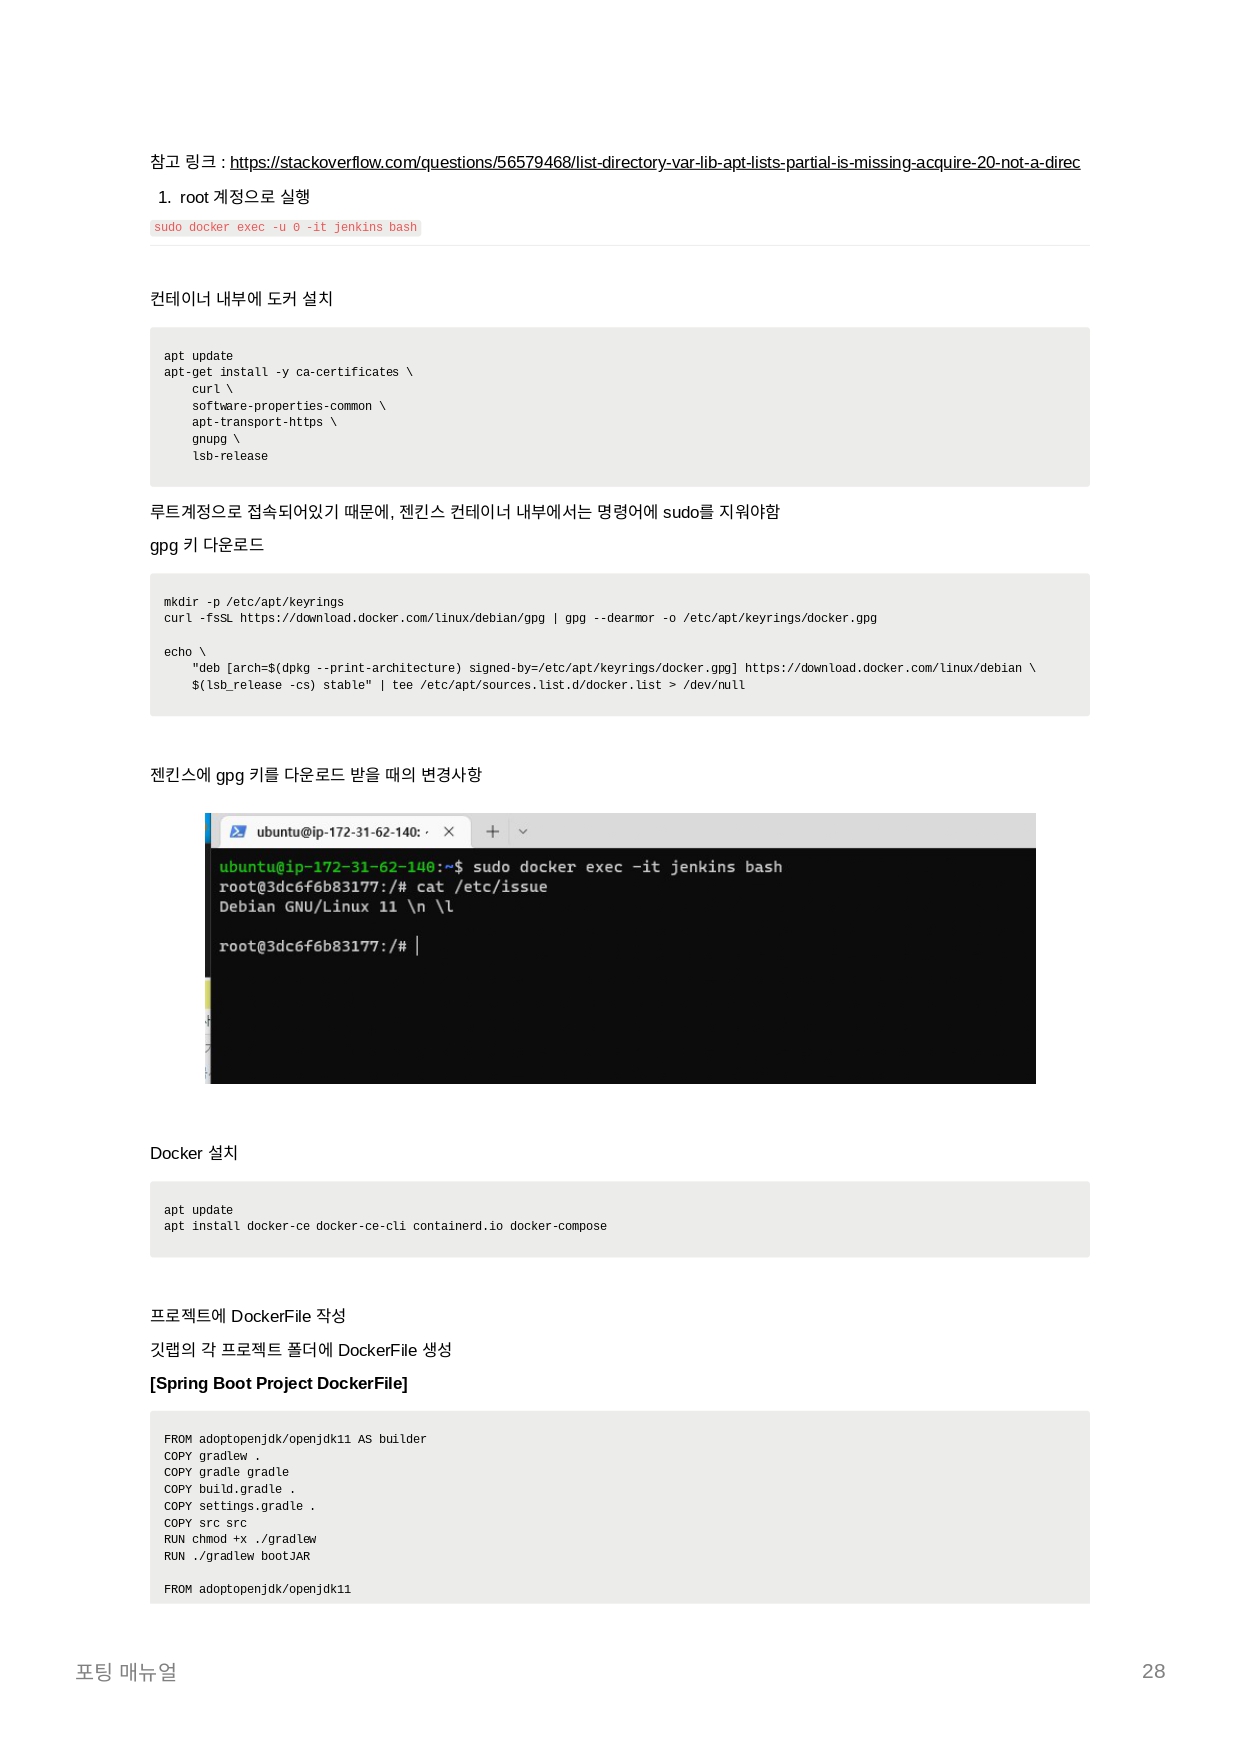 참고 링크 : https://stackoverflow.com/questions/56579468/list-directory-var-lib-apt-lists-partial-is-missing-acquire-20-not-a-direc
1. root 계정으로 실행
sudo docker exec -u 0 -it jenkins bash
컨테이너 내부에 도커 설치
apt update
apt-get install -y ca-certificates \
    curl \
    software-properties-common \
    apt-transport-https \
    gnupg \
    lsb-release
루트계정으로 접속되어있기 때문에, 젠킨스 컨테이너 내부에서는 명령어에 sudo를 지워야함
gpg 키 다운로드
mkdir -p /etc/apt/keyrings
curl -fsSL https://download.docker.com/linux/debian/gpg | gpg --dearmor -o /etc/apt/keyrings/docker.gpg
echo \
    "deb [arch=$(dpkg --print-architecture) signed-by=/etc/apt/keyrings/docker.gpg] https://download.docker.com/linux/debian \
    $(lsb_release -cs) stable" | tee /etc/apt/sources.list.d/docker.list > /dev/null
젠킨스에 gpg 키를 다운로드 받을 때의 변경사항
ubuntu@ip-172-31-62-140: ·
ubuntu@ip-172-31-62-140:~$ sudo docker exec -it jenkins bash
root@3dc6f6b83177:/# cat /etc/issue
Debian GNU/Linux 11 \n \l
root@3dc6f6b83177:/#
Docker 설치
apt update
apt install docker-ce docker-ce-cli containerd.io docker-compose
프로젝트에 DockerFile 작성
깃랩의 각 프로젝트 폴더에 DockerFile 생성
[Spring Boot Project DockerFile]
FROM adoptopenjdk/openjdk11 AS builder
COPY gradlew .
COPY gradle gradle
COPY build.gradle .
COPY settings.gradle .
COPY src src
RUN chmod +x ./gradlew
RUN ./gradlew bootJAR
FROM adoptopenjdk/openjdk11
포팅 매뉴얼
28